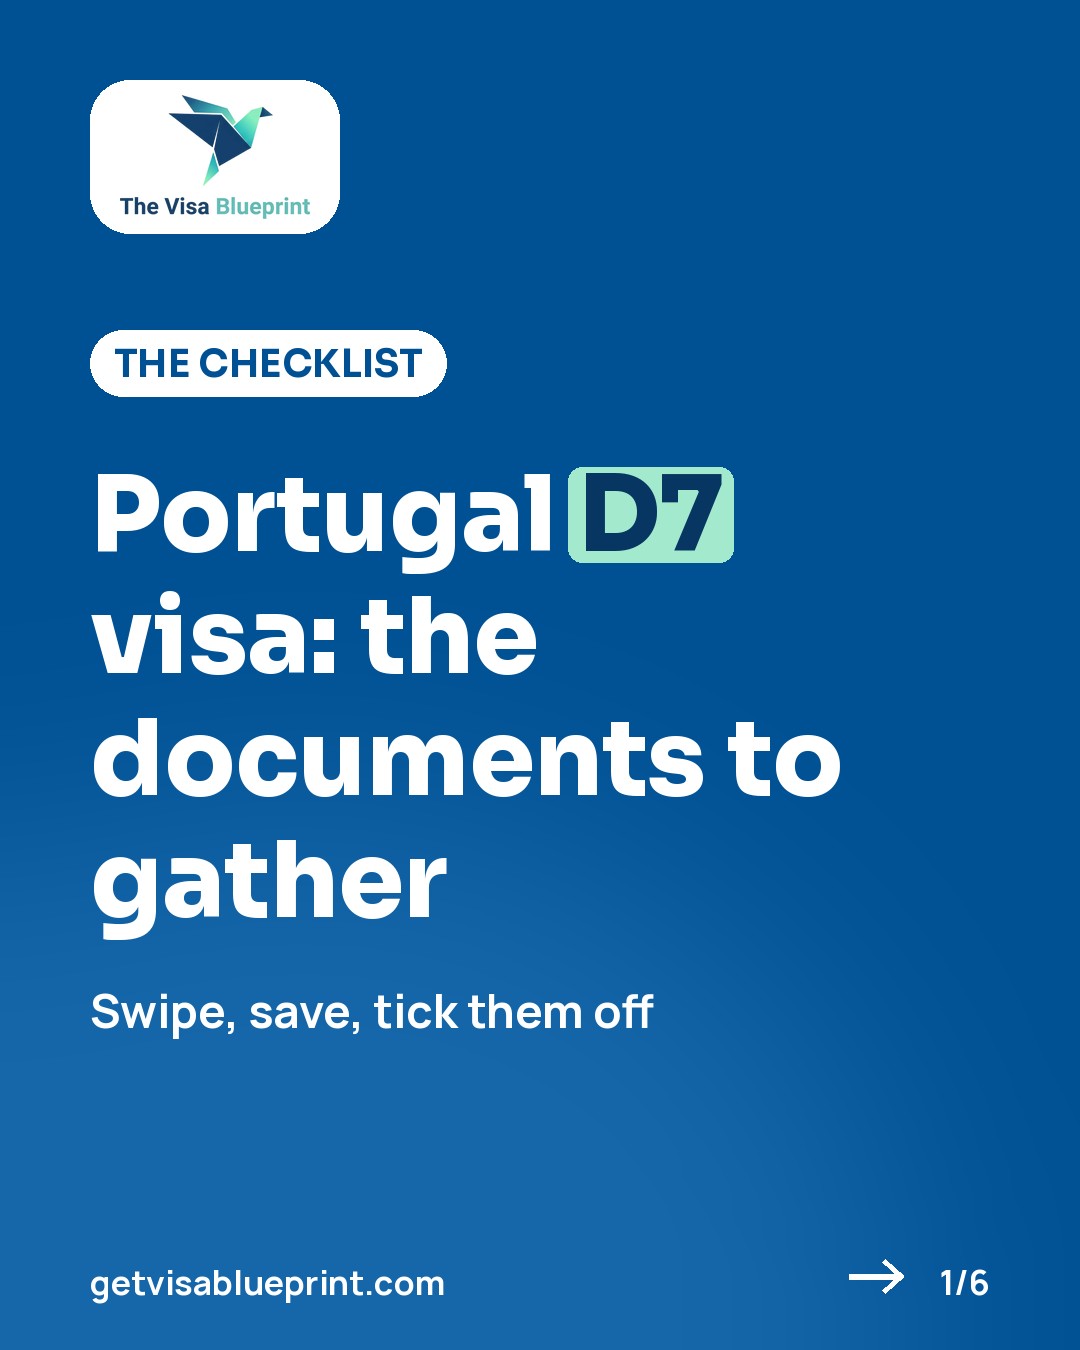 The Visa Blueprint
THE CHECKLIST
Portugal D7
visa: the
documents to
gather
Swipe, save, tick them off
getvisablueprint.com
1/6